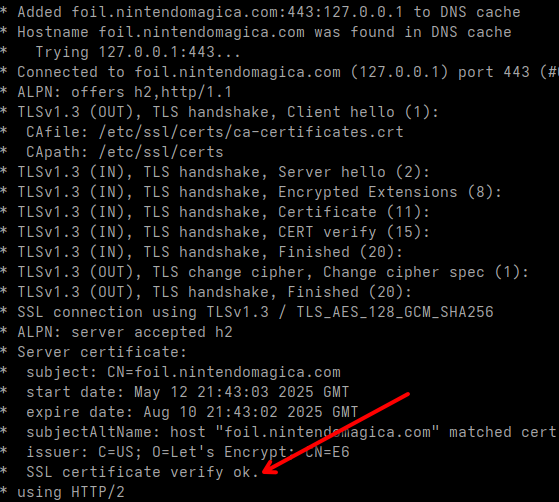 * Added foil.nintendomagica.com:443:127.0.0.1 to DNS cache
* Hostname foil.nintendomagica.com was found in DNS cache
*   Trying 127.0.0.1:443...
* Connected to foil.nintendomagica.com (127.0.0.1) port 443 (#
* ALPN: offers h2,http/1.1
* TLSv1.3 (OUT), TLS handshake, Client hello (1):
*  CAfile: /etc/ssl/certs/ca-certificates.crt
*  CApath: /etc/ssl/certs
* TLSv1.3 (IN), TLS handshake, Server hello (2):
* TLSv1.3 (IN), TLS handshake, Encrypted Extensions (8):
* TLSv1.3 (IN), TLS handshake, Certificate (11):
* TLSv1.3 (IN), TLS handshake, CERT verify (15):
* TLSv1.3 (IN), TLS handshake, Finished (20):
* TLSv1.3 (OUT), TLS change cipher, Change cipher spec (1):
* TLSv1.3 (OUT), TLS handshake, Finished (20):
* SSL connection using TLSv1.3 / TLS_AES_128_GCM_SHA256
* ALPN: server accepted h2
* Server certificate:
*  subject: CN=foil.nintendomagica.com
*  start date: May 12 21:43:03 2025 GMT
*  expire date: Aug 10 21:43:02 2025 GMT
*  subjectAltName: host "foil.nintendomagica.com" matched cert
*  issuer: C=US; O=Let's Encrypt; CN=E6
*  SSL certificate verify ok.
* using HTTP/2